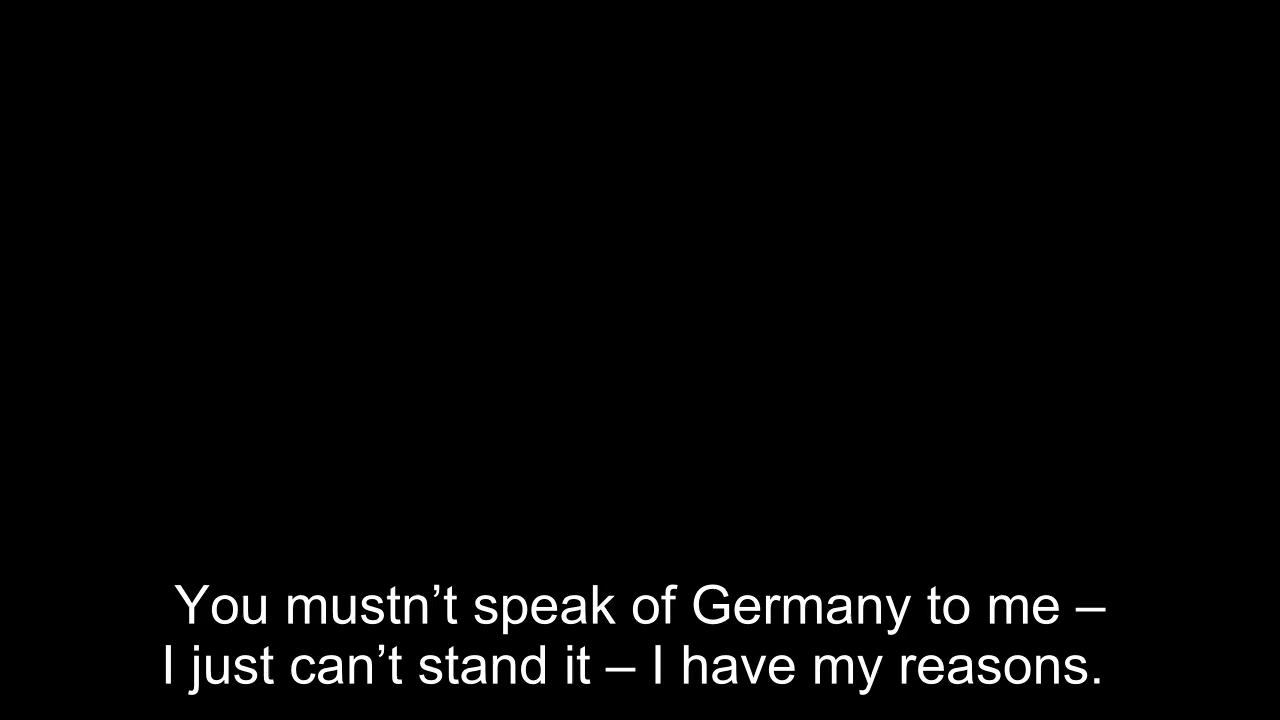 You mustn’t speak of Germany to me –
I just can’t stand it – I have my reasons.